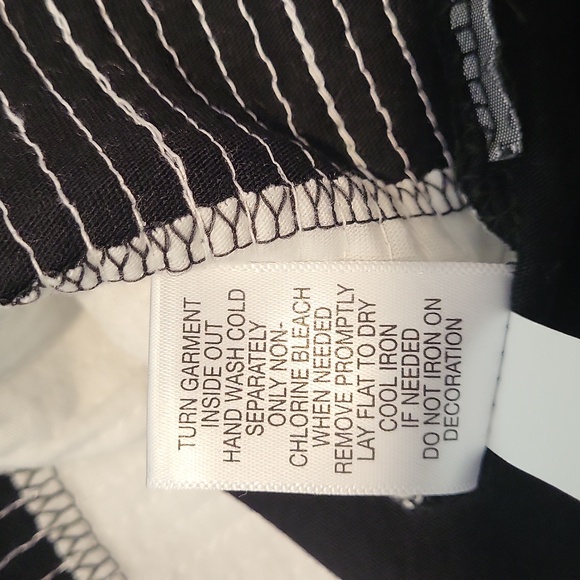 TURN GARMENT
INSIDE OUT
HAND WASH COLD
SEPARATELY
ONLY NON-
CHLORINE BLEACH
WHEN NEEDED
REMOVE PROMPTLY
LAY FLAT TO DRY
COOL IRON
IF NEEDED
DO NOT IRON ON
DECORATION